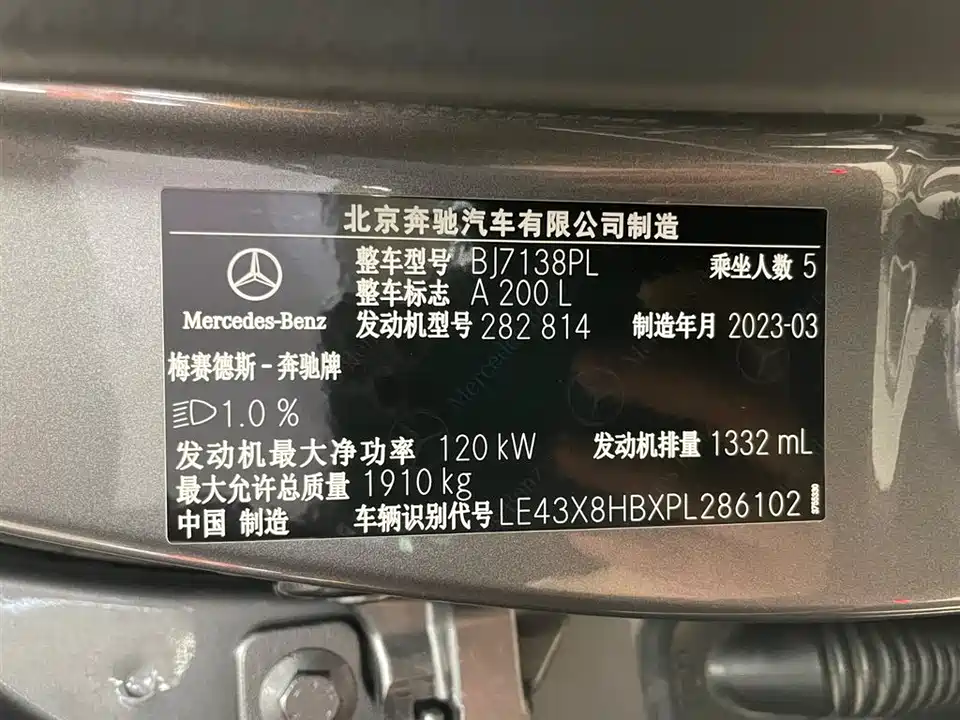 北京奔驰汽车有限公司制造
整车型号 BJ7138PL 乘坐人数 5
整车标志 A 200 L
Mercedes-Benz 发动机型号 282 814 制造年月 2023-03
梅赛德斯-奔驰牌
1.0 %
发动机最大净功率 120 kW 发动机排量 1332 mL
最大允许总质量 1910 kg
中国 制造 车辆识别代号 LE43X8HBXPL286102